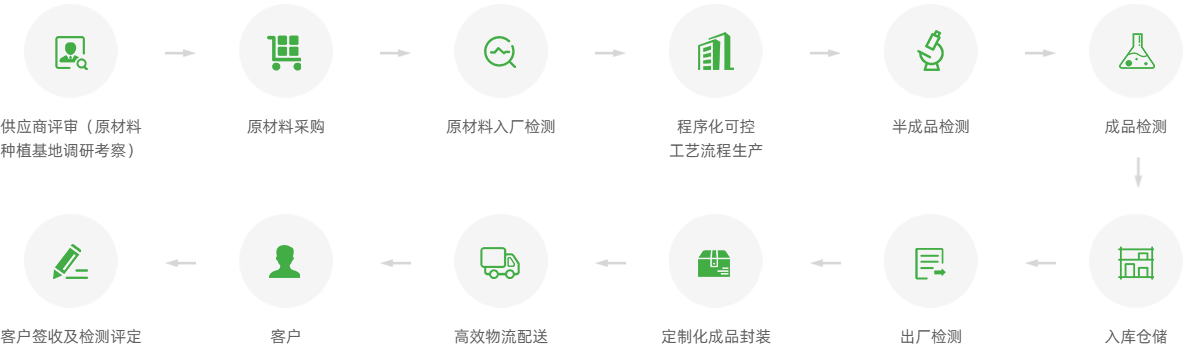 供应商评审（原材料
种植基地调研考察）
原材料采购
原材料入厂检测
程序化可控
工艺流程生产
半成品检测
成品检测
客户签收及检测评定
客户
高效物流配送
定制化成品封装
出厂检测
入库仓储